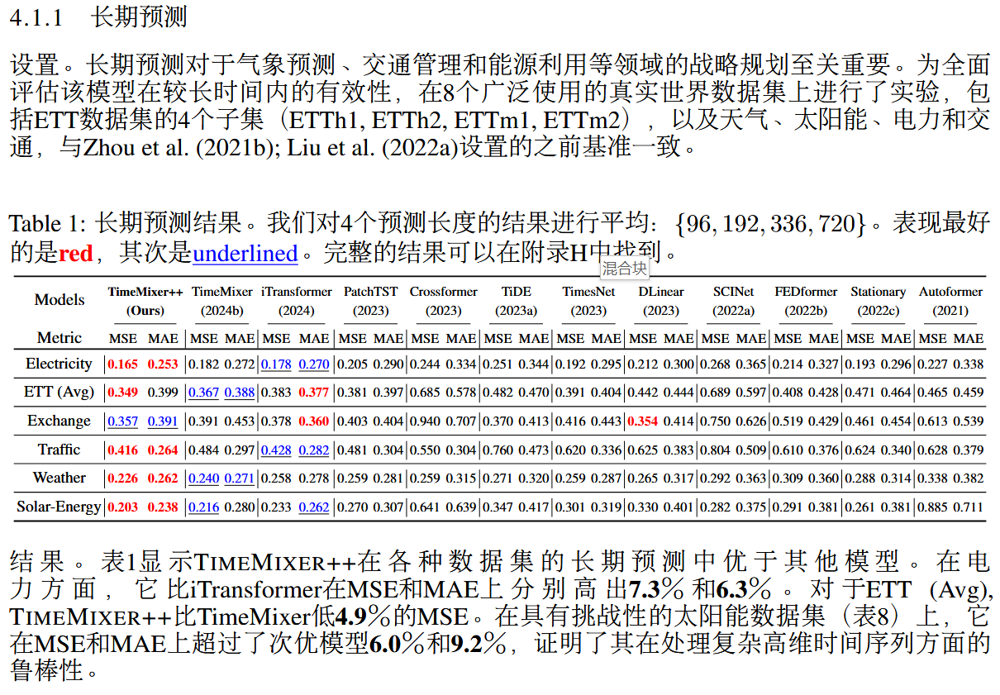 4.1.1 长期预测
设置。长期预测对于气象预测、交通管理和能源利用等领域的战略规划至关重要。为全面
评估该模型在较长时间内的有效性，在8个广泛使用的真实世界数据集上进行了实验，包
括ETT数据集的4个子集（ETTh1, ETTh2, ETTm1, ETTm2），以及天气、太阳能、电力和交
通，与Zhou et al. (2021b); Liu et al. (2022a)设置的之前基准一致。
Table 1: 长期预测结果。我们对4个预测长度的结果进行平均：{96, 192, 336, 720}。表现最好
的是red，其次是underlined。完整的结果可以在附录H中找到。
混合块
Models TimeMixer++ TimeMixer iTransformer PatchTST Crossformer TiDE TimesNet DLinear SCINet FEDformer Stationary Autoformer
(Ours) (2024b) (2024) (2023) (2023) (2023a) (2023) (2023) (2022a) (2022b) (2022c) (2021)
Metric MSE MAE MSE MAE MSE MAE MSE MAE MSE MAE MSE MAE MSE MAE MSE MAE MSE MAE MSE MAE MSE MAE MSE MAE
Electricity 0.165 0.253 0.182 0.272 0.178 0.270 0.205 0.290 0.244 0.334 0.251 0.344 0.192 0.295 0.212 0.300 0.268 0.365 0.214 0.327 0.193 0.296 0.227 0.338
ETT (Avg) 0.349 0.399 0.367 0.388 0.383 0.377 0.381 0.397 0.685 0.578 0.482 0.470 0.391 0.404 0.442 0.444 0.689 0.597 0.408 0.428 0.471 0.464 0.465 0.459
Exchange 0.357 0.391 0.391 0.453 0.378 0.360 0.403 0.404 0.940 0.707 0.370 0.413 0.416 0.443 0.354 0.414 0.750 0.626 0.519 0.429 0.461 0.454 0.613 0.539
Traffic 0.416 0.264 0.484 0.297 0.428 0.282 0.481 0.304 0.550 0.304 0.760 0.473 0.620 0.336 0.625 0.383 0.804 0.509 0.610 0.376 0.624 0.340 0.628 0.379
Weather 0.226 0.262 0.240 0.271 0.258 0.278 0.259 0.281 0.259 0.315 0.271 0.320 0.259 0.287 0.265 0.317 0.292 0.363 0.309 0.360 0.288 0.314 0.338 0.382
Solar-Energy 0.203 0.238 0.216 0.280 0.233 0.262 0.270 0.307 0.641 0.639 0.347 0.417 0.301 0.319 0.330 0.401 0.282 0.375 0.291 0.381 0.261 0.381 0.885 0.711
结果。表1显示TIMEMIXER++在各种数据集的长期预测中优于其他模型。在电
力方面，它比iTransformer在MSE和MAE上分别高出7.3%和6.3%。对于ETT (Avg),
TIMEMIXER++比TimeMixer低4.9%的MSE。在具有挑战性的太阳能数据集（表8）上，它
在MSE和MAE上超过了次优模型6.0%和9.2%，证明了其在处理复杂高维时间序列方面的
鲁棒性。